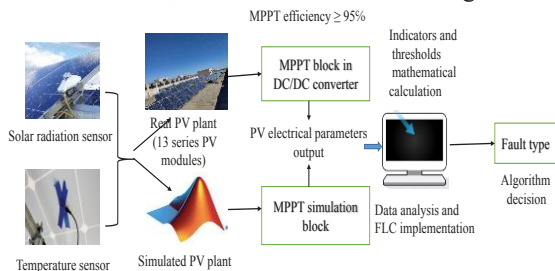 MPPT efficiency ≥ 95%
Indicators and
thresholds
mathematical
calculation
MPPT block in
DC/DC converter
Solar radiation sensor
Real PV plant
(13 series PV
modules)
PV electrical parameters
output
Fault type
Algorithm
decision
MPPT simulation
block
Data analysis and
FLC implementation
Temperature sensor
Simulated PV plant